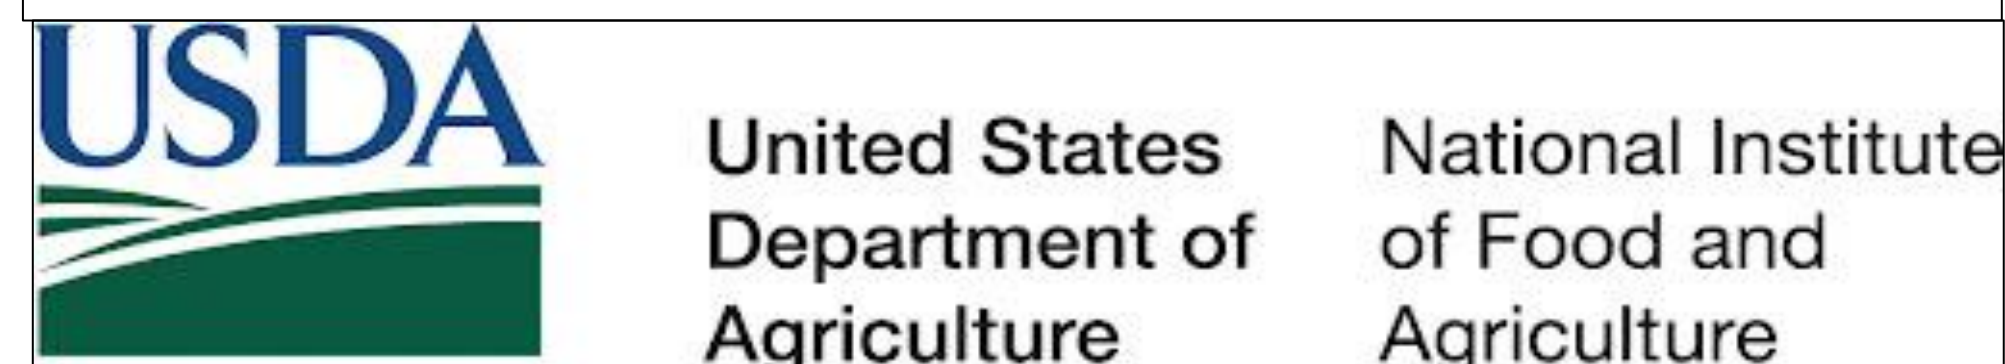 USDA
United States
Department of
Agriculture
National Institute
of Food and
Agriculture